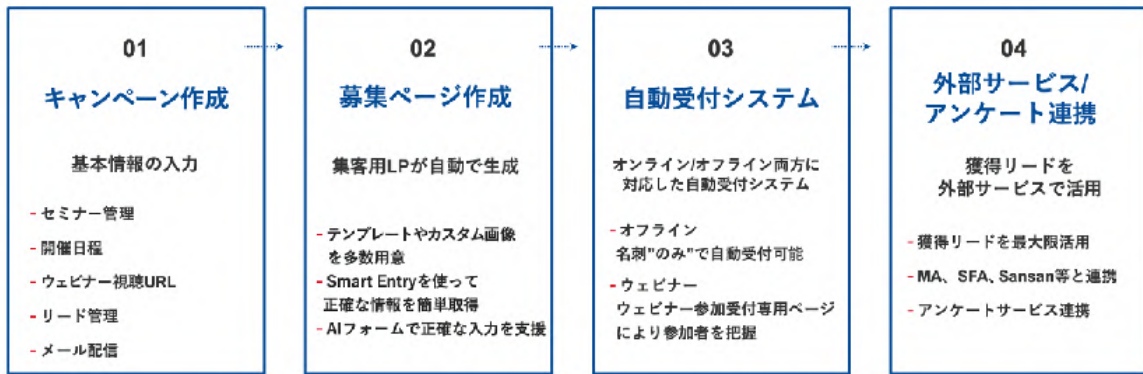 01
キャンペーン作成
基本情報の入力
- セミナー管理
- 開催日程
- ウェビナー視聴URL
- リード管理
- メール配信
02
募集ページ作成
集客用LPが自動で生成
- テンプレートやカスタム画像
を多数用意
- Smart Entryを使って
正確な情報を簡単取得
- AIフォームで正確な入力を支援
03
自動受付システム
オンライン/オフライン両方に
対応した自動受付システム
- オフライン
名刺"のみ"で自動受付可能
- ウェビナー
ウェビナー参加受付専用ページ
により参加者を把握
04
外部サービス/
アンケート連携
獲得リードを
外部サービスで活用
- 獲得リードを最大限活用
- MA、SFA、Sansan等と連携
- アンケートサービス連携